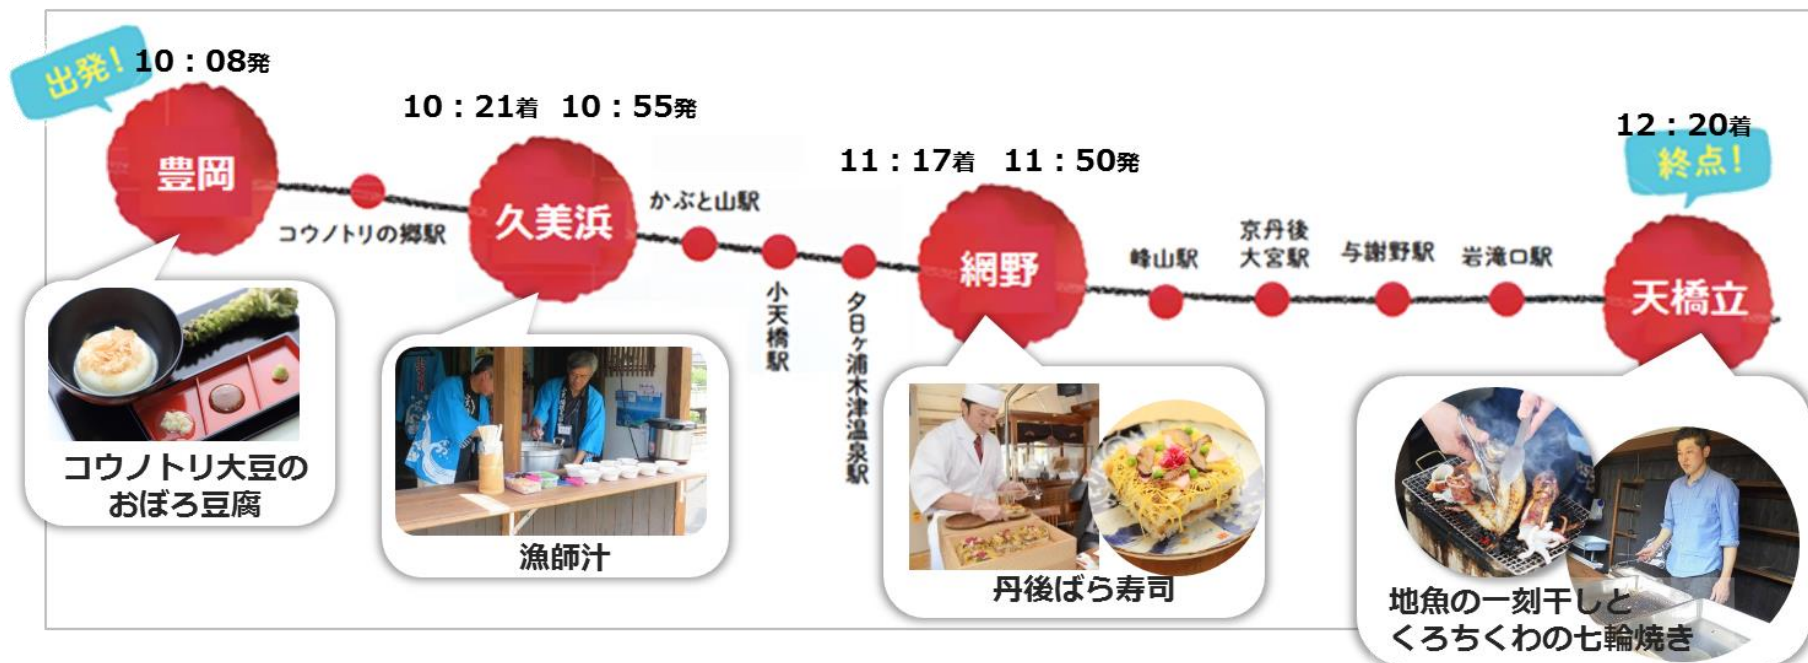 出発!
10：08発
豊岡
コウノトリの郷駅
10：21着 10：55発
久美浜
かぶと山駅
小天橋駅
夕日ヶ浦木津温泉駅
11：17着 11：50発
網野
峰山駅
京丹後
大宮駅
与謝野駅
岩滝口駅
12：20着
終点!
天橋立
コウノトリ大豆の
おぼろ豆腐
漁師汁
丹後ばら寿司
地魚の一刻干しと
くろちくわの七輪焼き